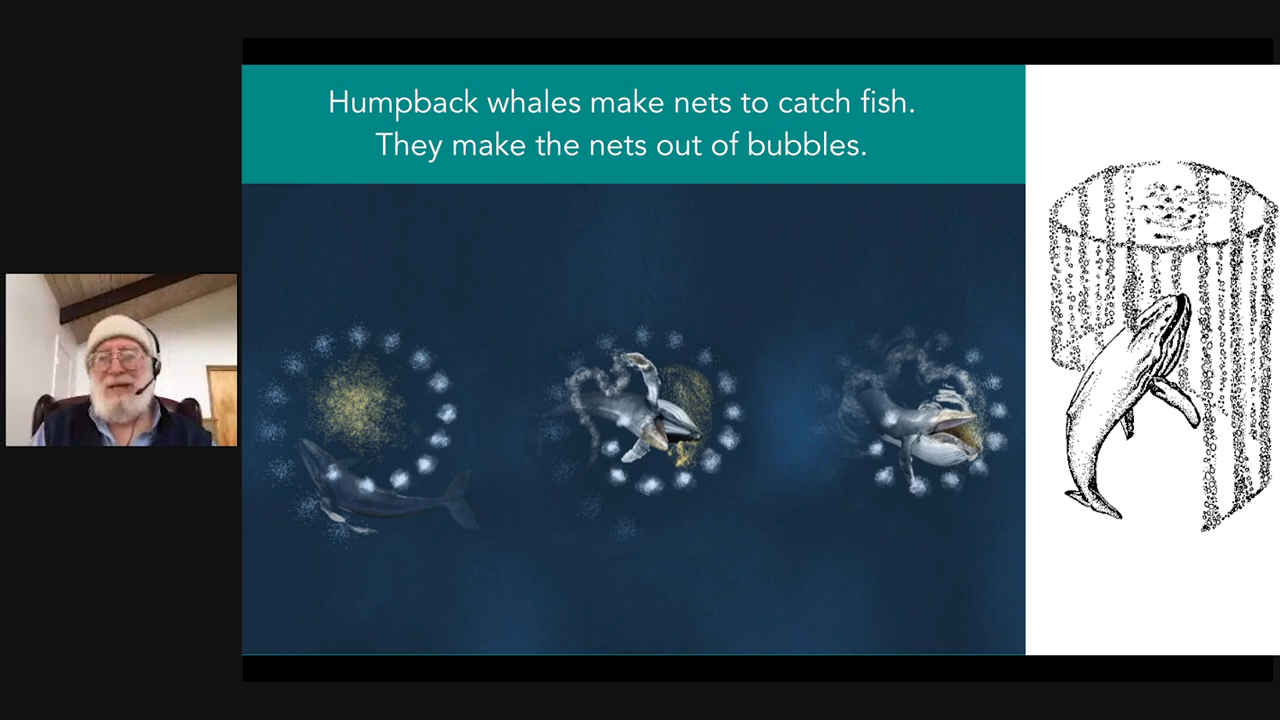 Humpback whales make nets to catch fish.
They make the nets out of bubbles.